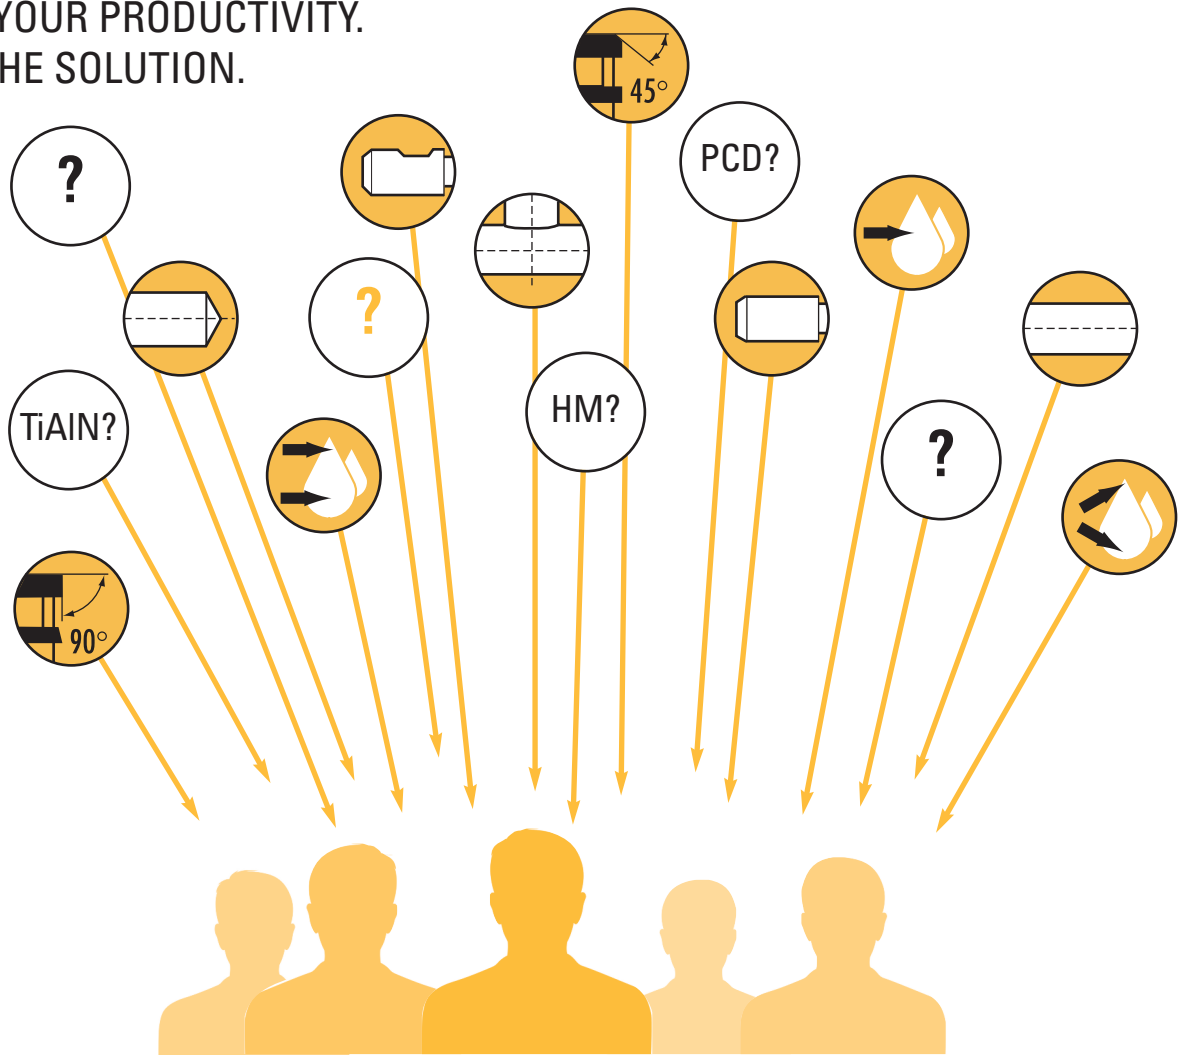 YOUR PRODUCTIVITY.
HE SOLUTION.
45°
?
PCD?
?
TiAlN?
HM?
?
90°